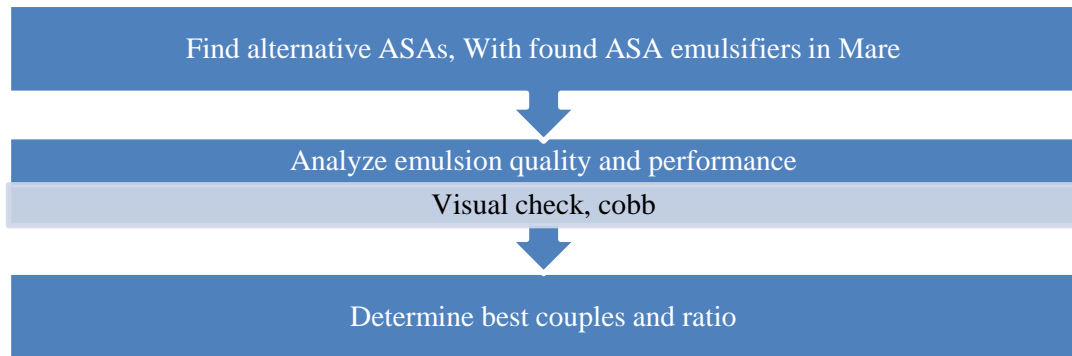 Find alternative ASAs, With found ASA emulsifiers in Mare
Analyze emulsion quality and performance
Visual check, cobb
Determine best couples and ratio